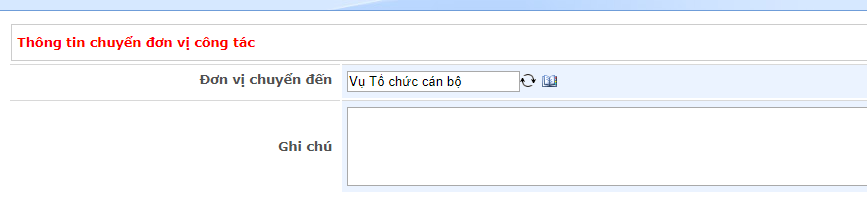 Thông tin chuyển đơn vị công tác
Đơn vị chuyển đến
Vụ Tổ chức cán bộ
Ghi chú